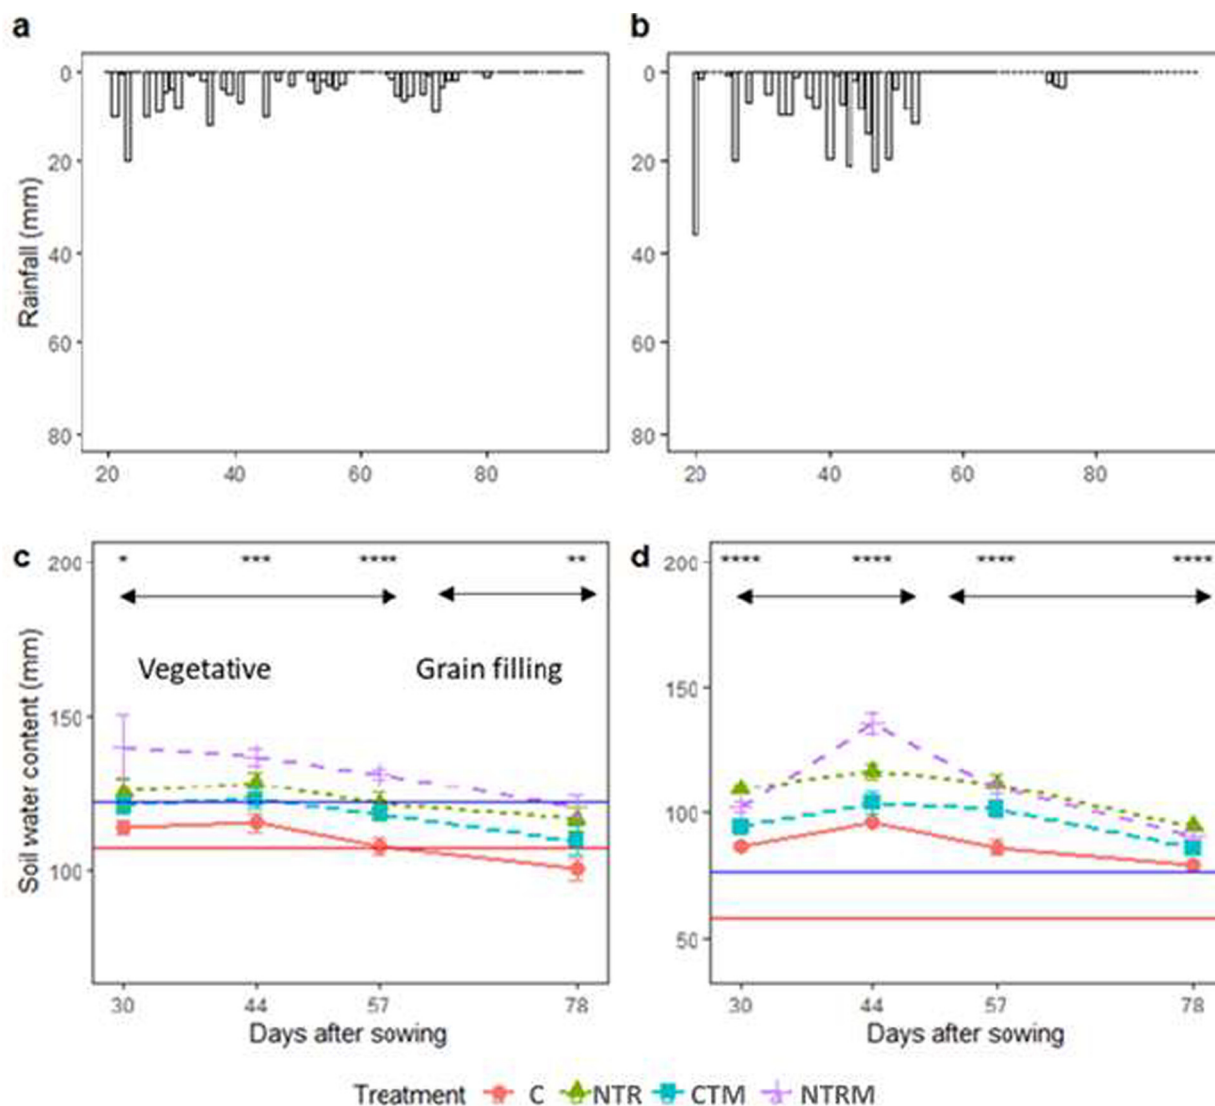 a
b
0
20
40
60
80
Rainfall (mm)
20 40 60 80
0
20
40
60
80
20 40 60 80
c
200
150
100
Soil water content (mm)
* *** **** **
Vegetative Grain filling
30 44 57 78
Days after sowing
d
200
150
100
50
**** **** **** ****
30 44 57 78
Days after sowing
Treatment C NTR CTM NTRM